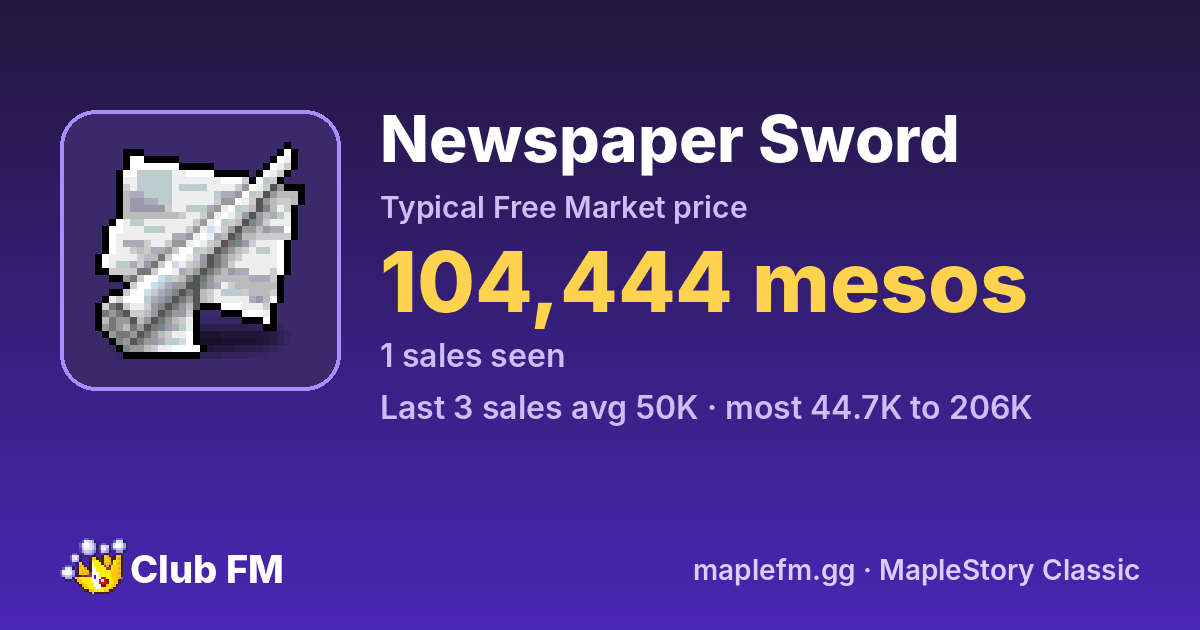 Newspaper Sword
Typical Free Market price
104,444 mesos
1 sales seen
Last 3 sales avg 50K · most 44.7K to 206K
Club FM
maplefm.gg · MapleStory Classic